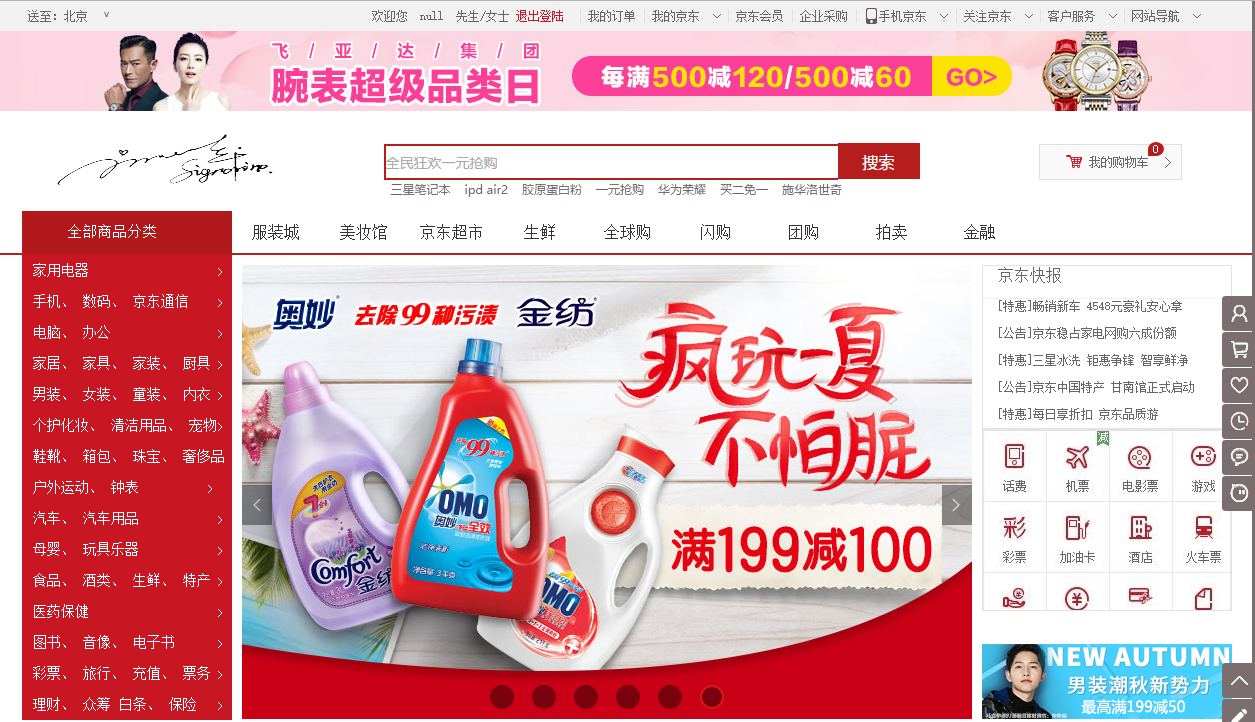 送至：北京
欢迎您 null 先生/女士 退出登陆 我的订单 我的京东 京东会员 企业采购 手机京东 关注京东 客户服务 网站导航
飞/亚/达/集/团
腕表超级品类日
每满500减120/500减60 GO>
Signature.
全民狂欢一元抢购 搜索
0
我的购物车
三星笔记本 ipd air2 胶原蛋白粉 一元抢购 华为荣耀 买二免一 施华洛世奇
全部商品分类 服装城 美妆馆 京东超市 生鲜 全球购 闪购 团购 拍卖 金融
家用电器
手机、 数码、 京东通信
电脑、 办公
家居、 家具、 家装、 厨具
男装、 女装、 童装、 内衣
个护化妆、 清洁用品、 宠物
鞋靴、 箱包、 珠宝、 奢侈品
户外运动、 钟表
汽车、 汽车用品
母婴、 玩具乐器
食品、 酒类、 生鲜、 特产
医药保健
图书、 音像、 电子书
彩票、 旅行、 充值、 票务
理财、 众筹 白条、 保险
奥妙 去除99种污渍 金纺
疯玩一夏
不怕脏
满199减100
Comfort
金纺
OMO
奥妙
全效
净含量:3千克
OMO
京东快报
[特惠]畅销新车 4548元豪礼安心拿
[公告]京东稳占家电网购六成份额
[特惠]三星冰洗 钜惠争锋 智享鲜净
[公告]京东中国特产 甘南馆正式启动
[特惠]每日享折扣 京东品质游
减
话费 机票 电影票 游戏
彩
彩票 加油卡 酒店 火车票
NEW AUTUMN
男装潮秋新势力
最高满199减50